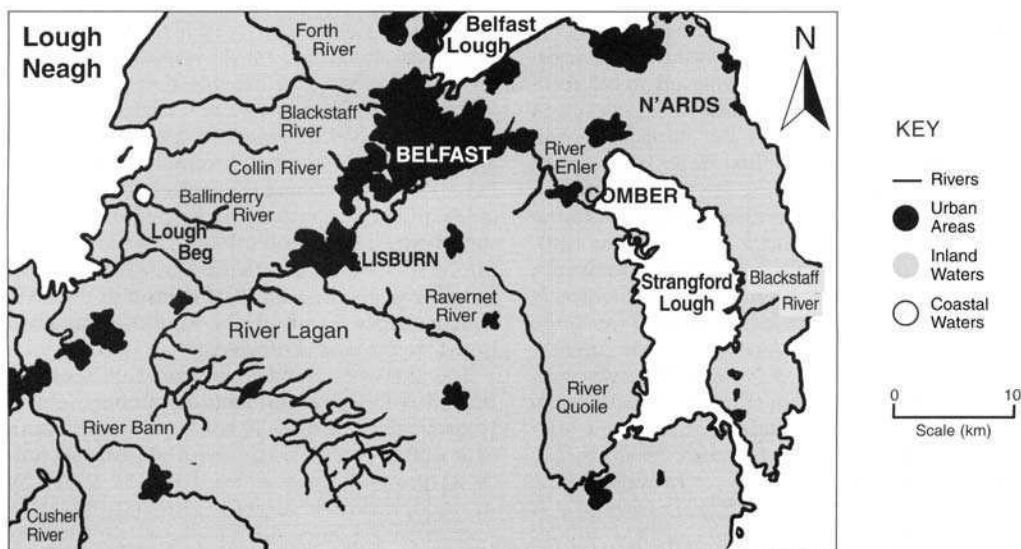 Lough
Neagh
Forth
River
Belfast
Lough
N
N'ARDS
Blackstaff
River
BELFAST
River
Enler
Collin River
COMBER
Ballinderry
River
Lough
Beg
LISBURN
Strangford
Lough
Blackstaff
River
Ravernet
River
River Lagan
River
Quoile
River Bann
Cusher
River
KEY
Rivers
Urban
Areas
Inland
Waters
Coastal
Waters
0 10
Scale (km)